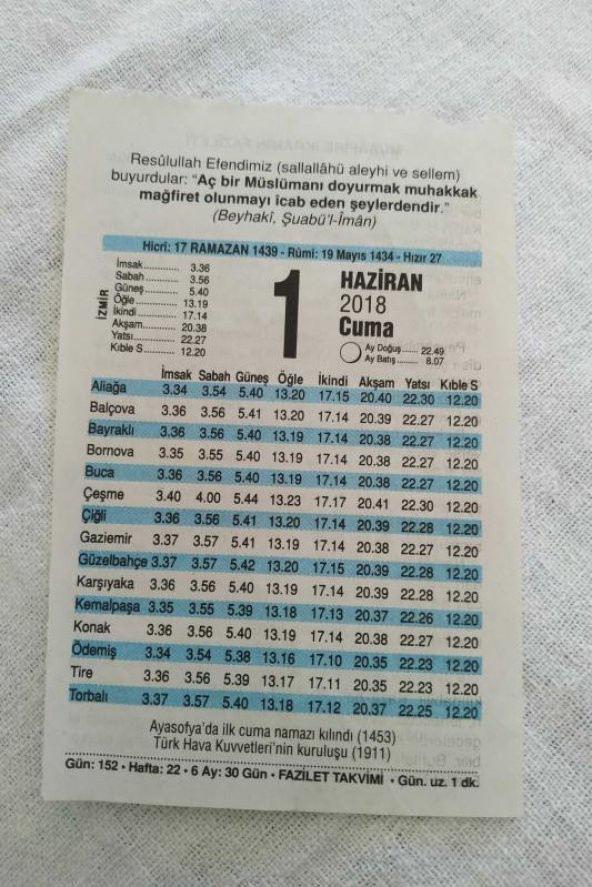 Resûlullah Efendimiz (sallallâhü aleyhi ve sellem)
buyurdular: "Aç bir Müslümanı doyurmak muhakkak
mağfiret olunmayı îcab eden şeylerdendir."
(Beyhakî, Şuabü'l-Îmân)
Hicrî: 17 RAMAZAN 1439 - Rûmi: 19 Mayıs 1434 - Hızır 27
İZMİR
İmsak............ 3.36
Sabah........... 3.56
Güneş........... 5.40
Öğle............. 13.19
İkindi............ 17.14
Akşam........... 20.38
Yatsı............. 22.27
Kıble S.......... 12.20
1
HAZİRAN
2018
Cuma
Ay Doğuş...... 22.49
Ay Batış........ 8.07
İmsak Sabah Güneş Öğle İkindi Akşam Yatsı Kıble S
Aliağa 3.34 3.54 5.40 13.20 17.15 20.40 22.30 12.20
Balçova 3.36 3.56 5.41 13.20 17.14 20.39 22.27 12.20
Bayraklı 3.36 3.56 5.40 13.19 17.14 20.38 22.27 12.20
Bornova 3.35 3.55 5.40 13.19 17.14 20.38 22.27 12.20
Buca 3.36 3.56 5.40 13.19 17.14 20.38 22.27 12.20
Çeşme 3.40 4.00 5.44 13.23 17.17 20.41 22.30 12.20
Çiğli 3.36 3.56 5.41 13.20 17.14 20.39 22.28 12.20
Gaziemir 3.37 3.57 5.41 13.19 17.14 20.38 22.27 12.20
Güzelbahçe 3.37 3.57 5.42 13.20 17.15 20.39 22.28 12.20
Karşıyaka 3.36 3.56 5.40 13.19 17.14 20.39 22.28 12.20
Kemalpaşa 3.35 3.55 5.39 13.18 17.13 20.37 22.26 12.20
Konak 3.36 3.56 5.40 13.19 17.14 20.38 22.27 12.20
Ödemiş 3.34 3.54 5.38 13.16 17.10 20.35 22.23 12.20
Tire 3.36 3.56 5.39 13.17 17.11 20.35 22.23 12.20
Torbalı 3.37 3.57 5.40 13.18 17.12 20.37 22.25 12.20
Ayasofya'da ilk cuma namazı kılındı (1453)
Türk Hava Kuvvetleri'nin kuruluşu (1911)
Gün: 152 • Hafta: 22 • 6 Ay: 30 Gün • FAZİLET TAKVİMİ • Gün. uz. 1 dk.